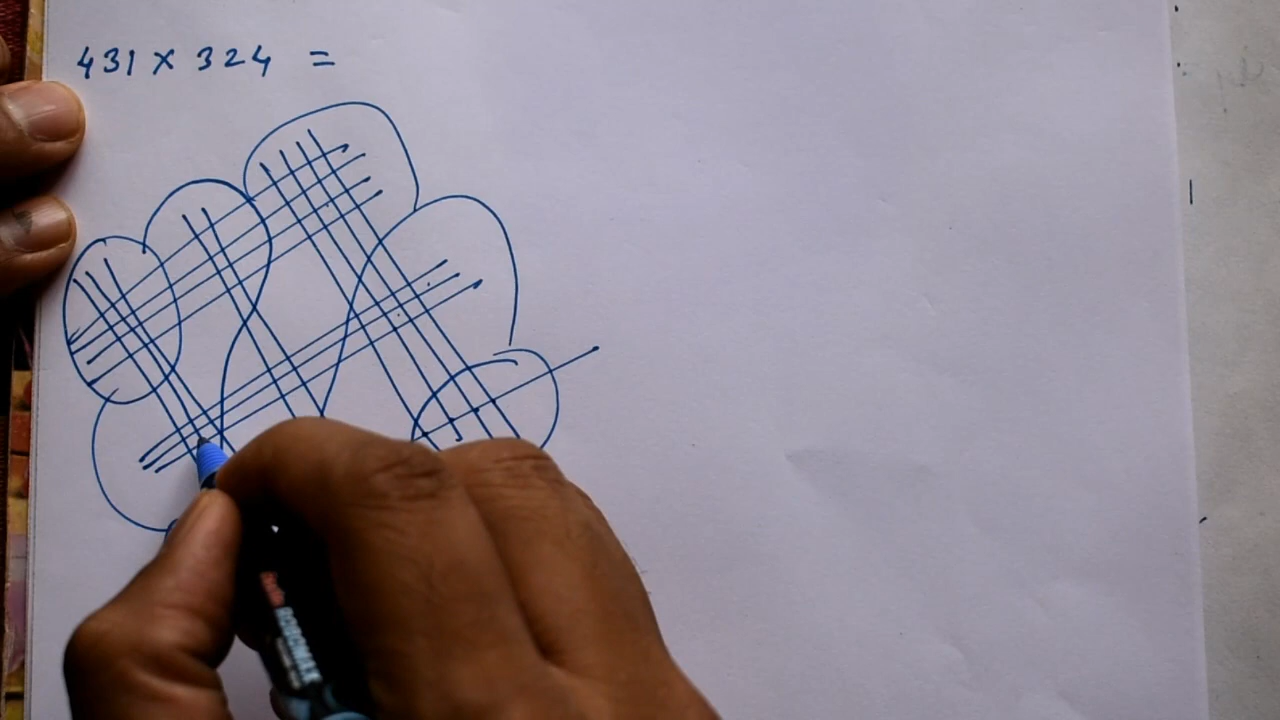 431 × 324 =